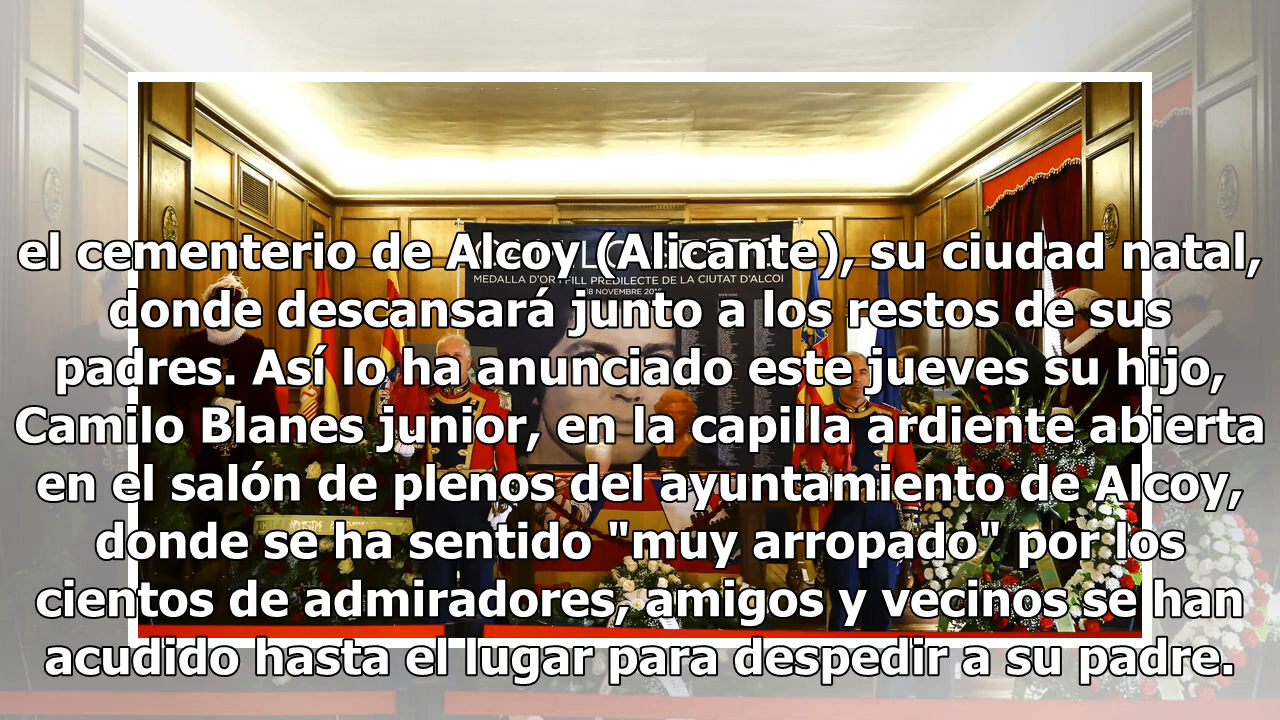 el cementerio de Alcoy (Alicante), su ciudad natal,
donde descansará junto a los restos de sus
padres. Así lo ha anunciado este jueves su hijo,
Camilo Blanes junior, en la capilla ardiente abierta
en el salón de plenos del ayuntamiento de Alcoy,
donde se ha sentido "muy arropado" por los
cientos de admiradores, amigos y vecinos se han
acudido hasta el lugar para despedir a su padre.
MEDALLA D'OR I FILL PREDILECTE DE LA CIUTAT D'ALCOI
NOVEMBRE